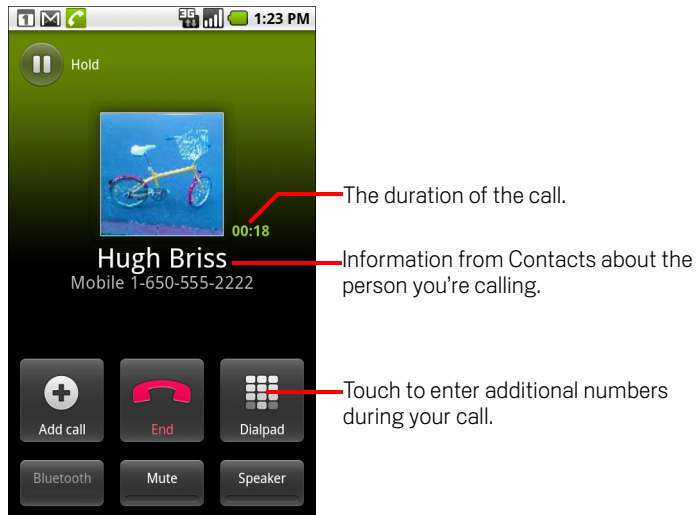 1 3G 1:23 PM
Hold
00:18
The duration of the call.
Hugh Briss
Mobile 1-650-555-2222
Information from Contacts about the
person you're calling.
Add call
End
Dialpad
Touch to enter additional numbers
during your call.
Bluetooth
Mute
Speaker